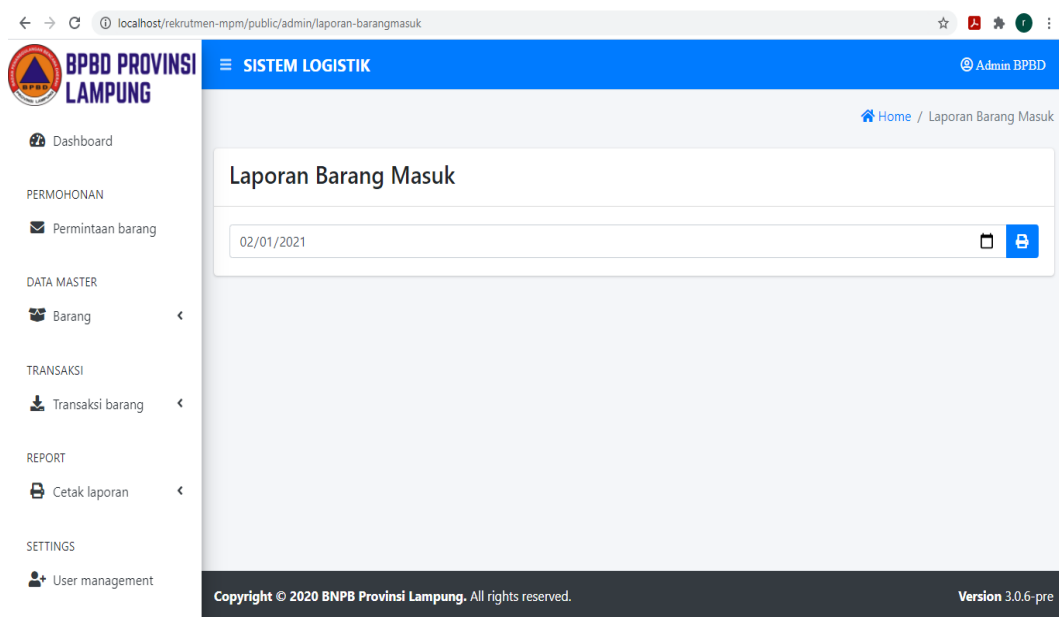 localhost/rekrutmen-mpm/public/admin/laporan-barangmasuk
r
BPBD
BPBD PROVINSI
LAMPUNG
SISTEM LOGISTIK
Admin BPBD
Home / Laporan Barang Masuk
Dashboard
PERMOHONAN
Permintaan barang
DATA MASTER
Barang
TRANSAKSI
Transaksi barang
REPORT
Cetak laporan
SETTINGS
User management
Laporan Barang Masuk
02/01/2021
Copyright © 2020 BNPB Provinsi Lampung. All rights reserved.
Version 3.0.6-pre